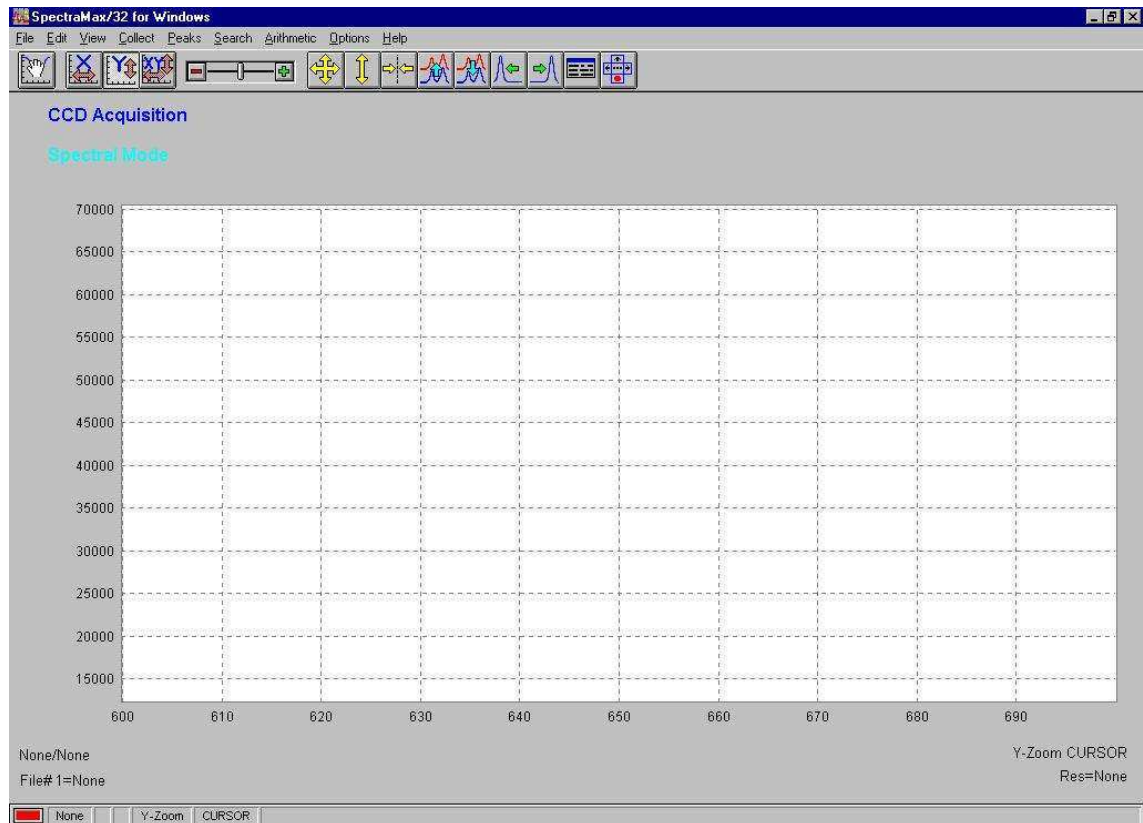 SpectraMax/32 for Windows
File Edit View Collect Peaks Search Arithmetic Options Help
X Y XY
CCD Acquisition
Spectral Mode
70000
65000
60000
55000
50000
45000
40000
35000
30000
25000
20000
15000
600 610 620 630 640 650 660 670 680 690
None/None
Y-Zoom CURSOR
File# 1=None
Res=None
None Y-Zoom CURSOR